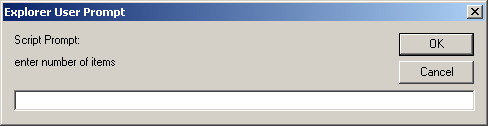 Explorer User Prompt
Script Prompt:
OK
enter number of items
Cancel